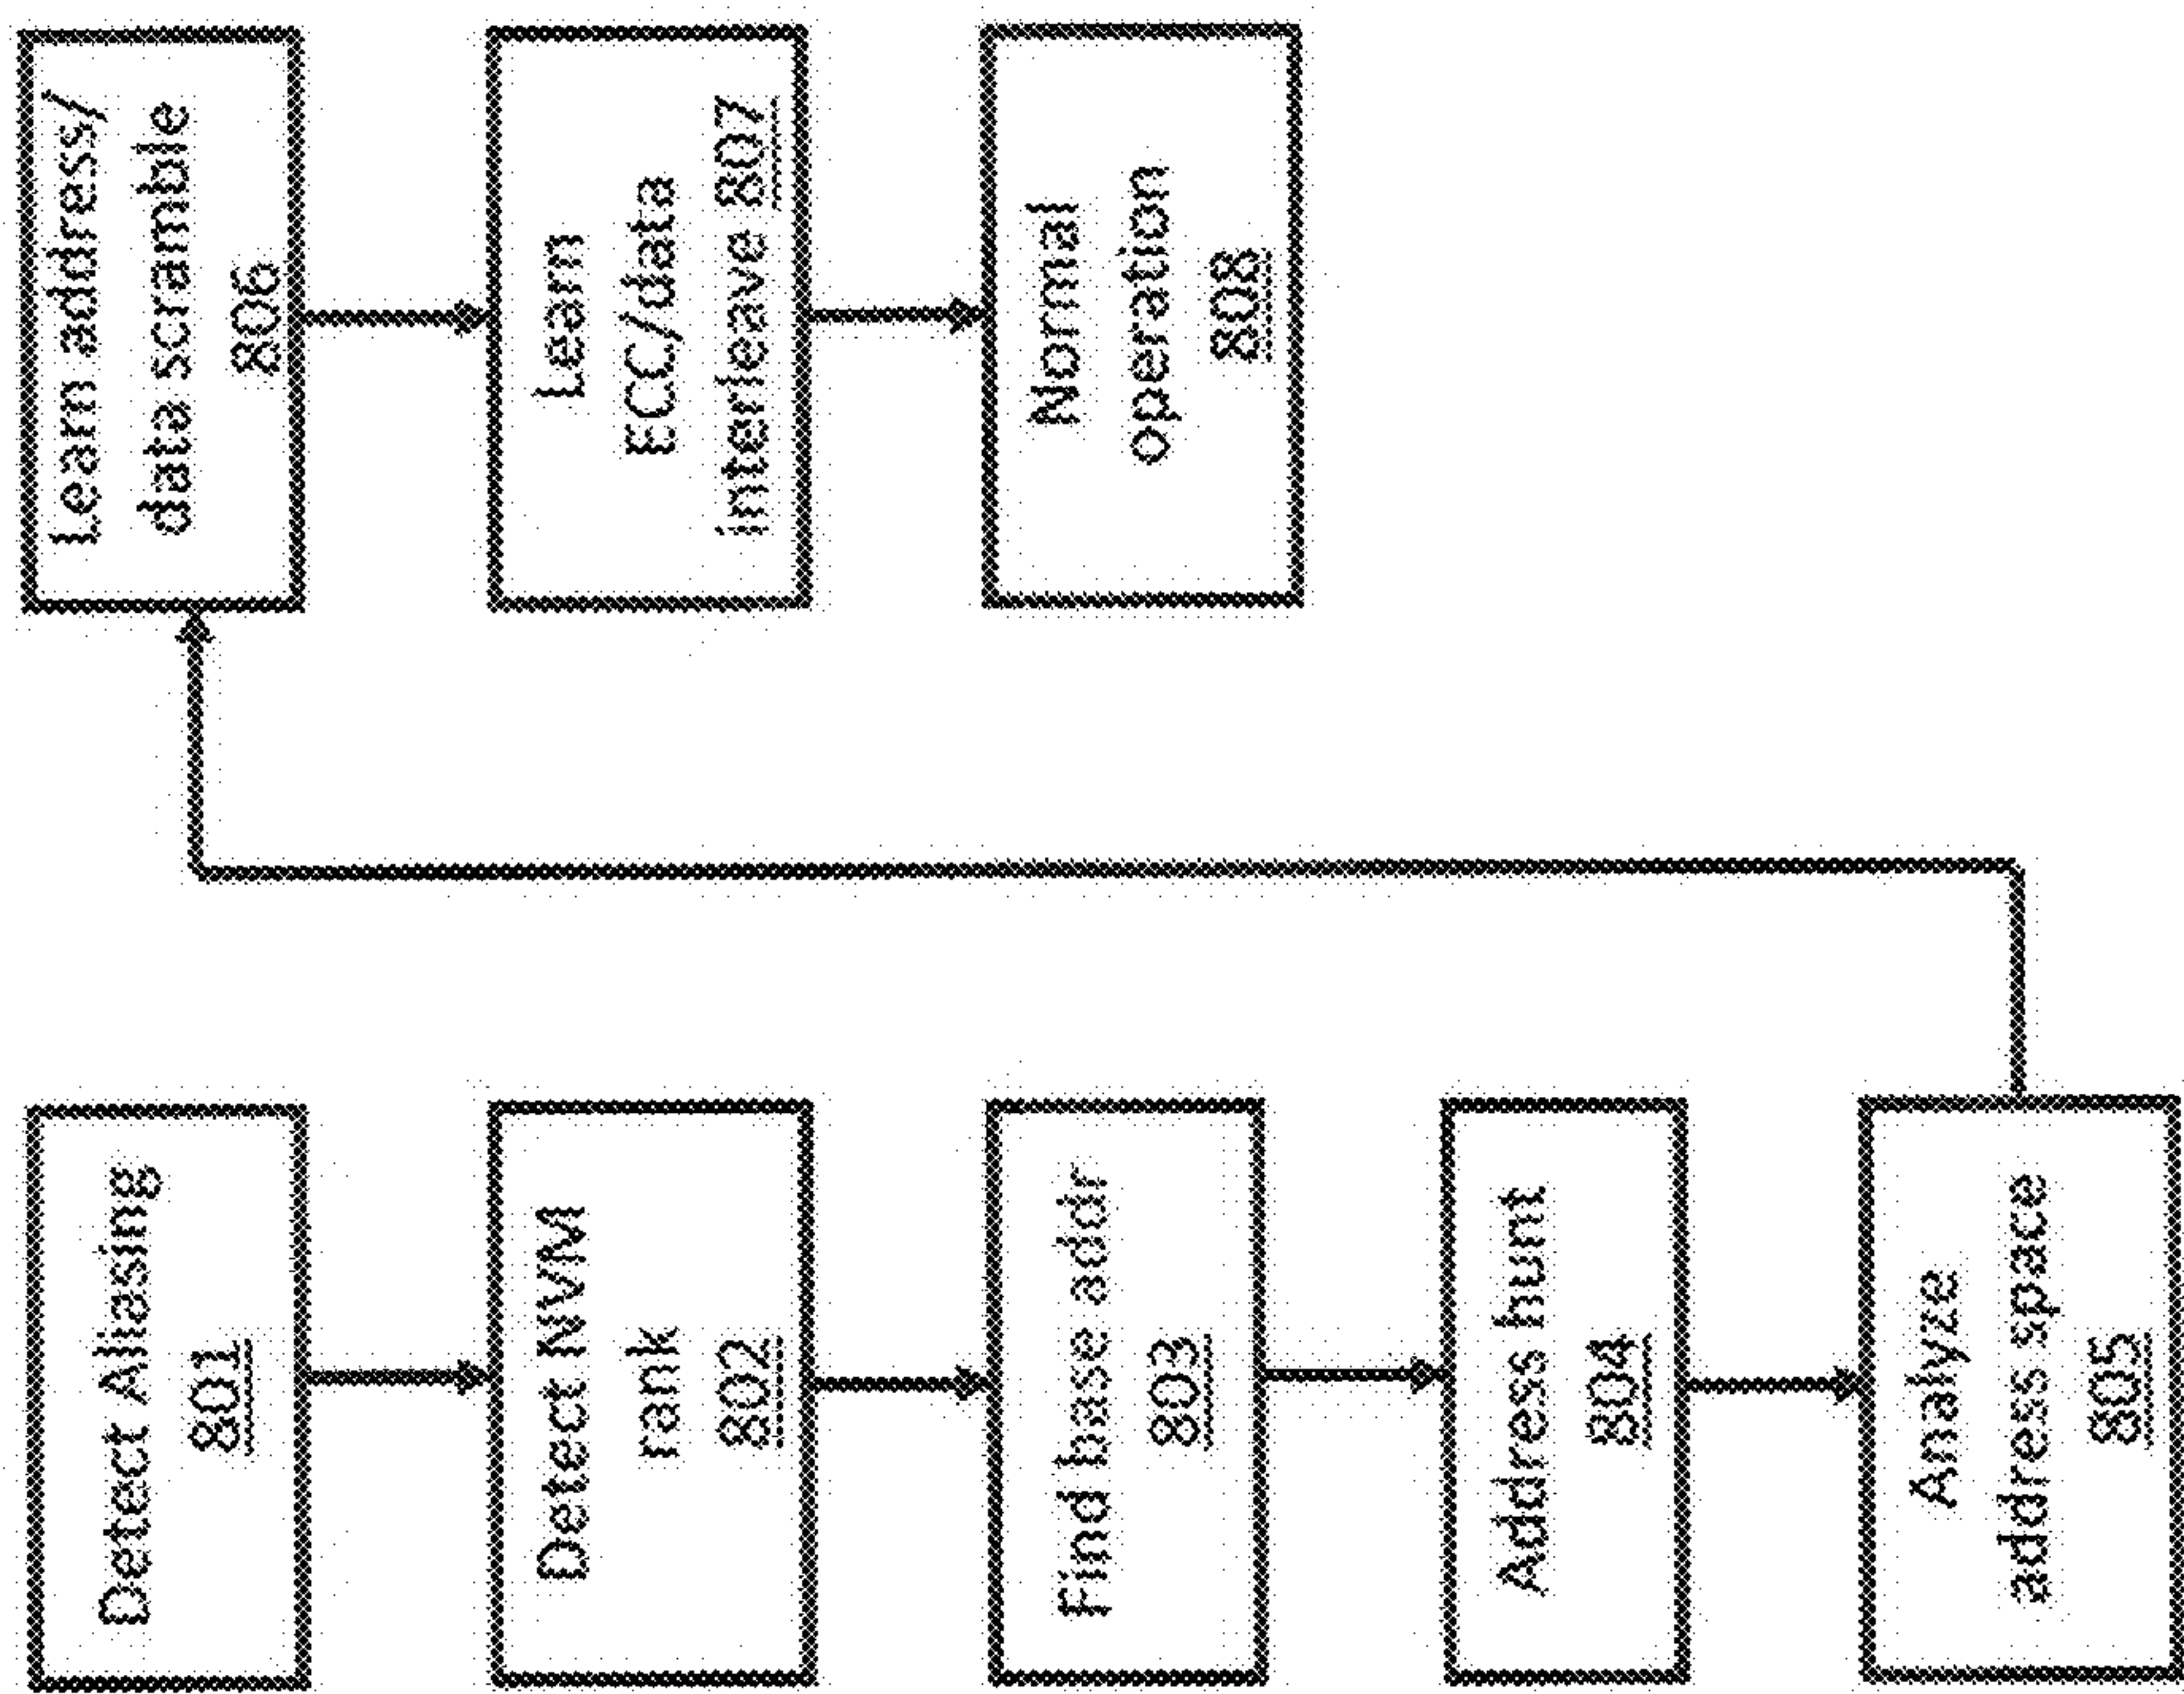 Detect Aliasing
801
Detect NVM
rank
802
Find base addr
803
Address hunt
804
Analyze
address space
805
Learn address/
data scramble
806
Learn
ECC/data
interleave 807
Normal
operation
808